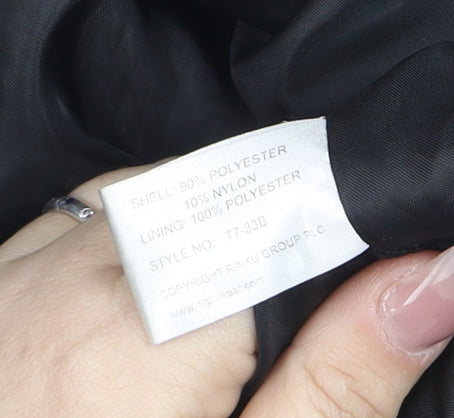 SHELL: 90% POLYESTER
10% NYLON
LINING: 100% POLYESTER
STYLE NO: T7-33B
COPYRIGHT RINKU GROUP PLC